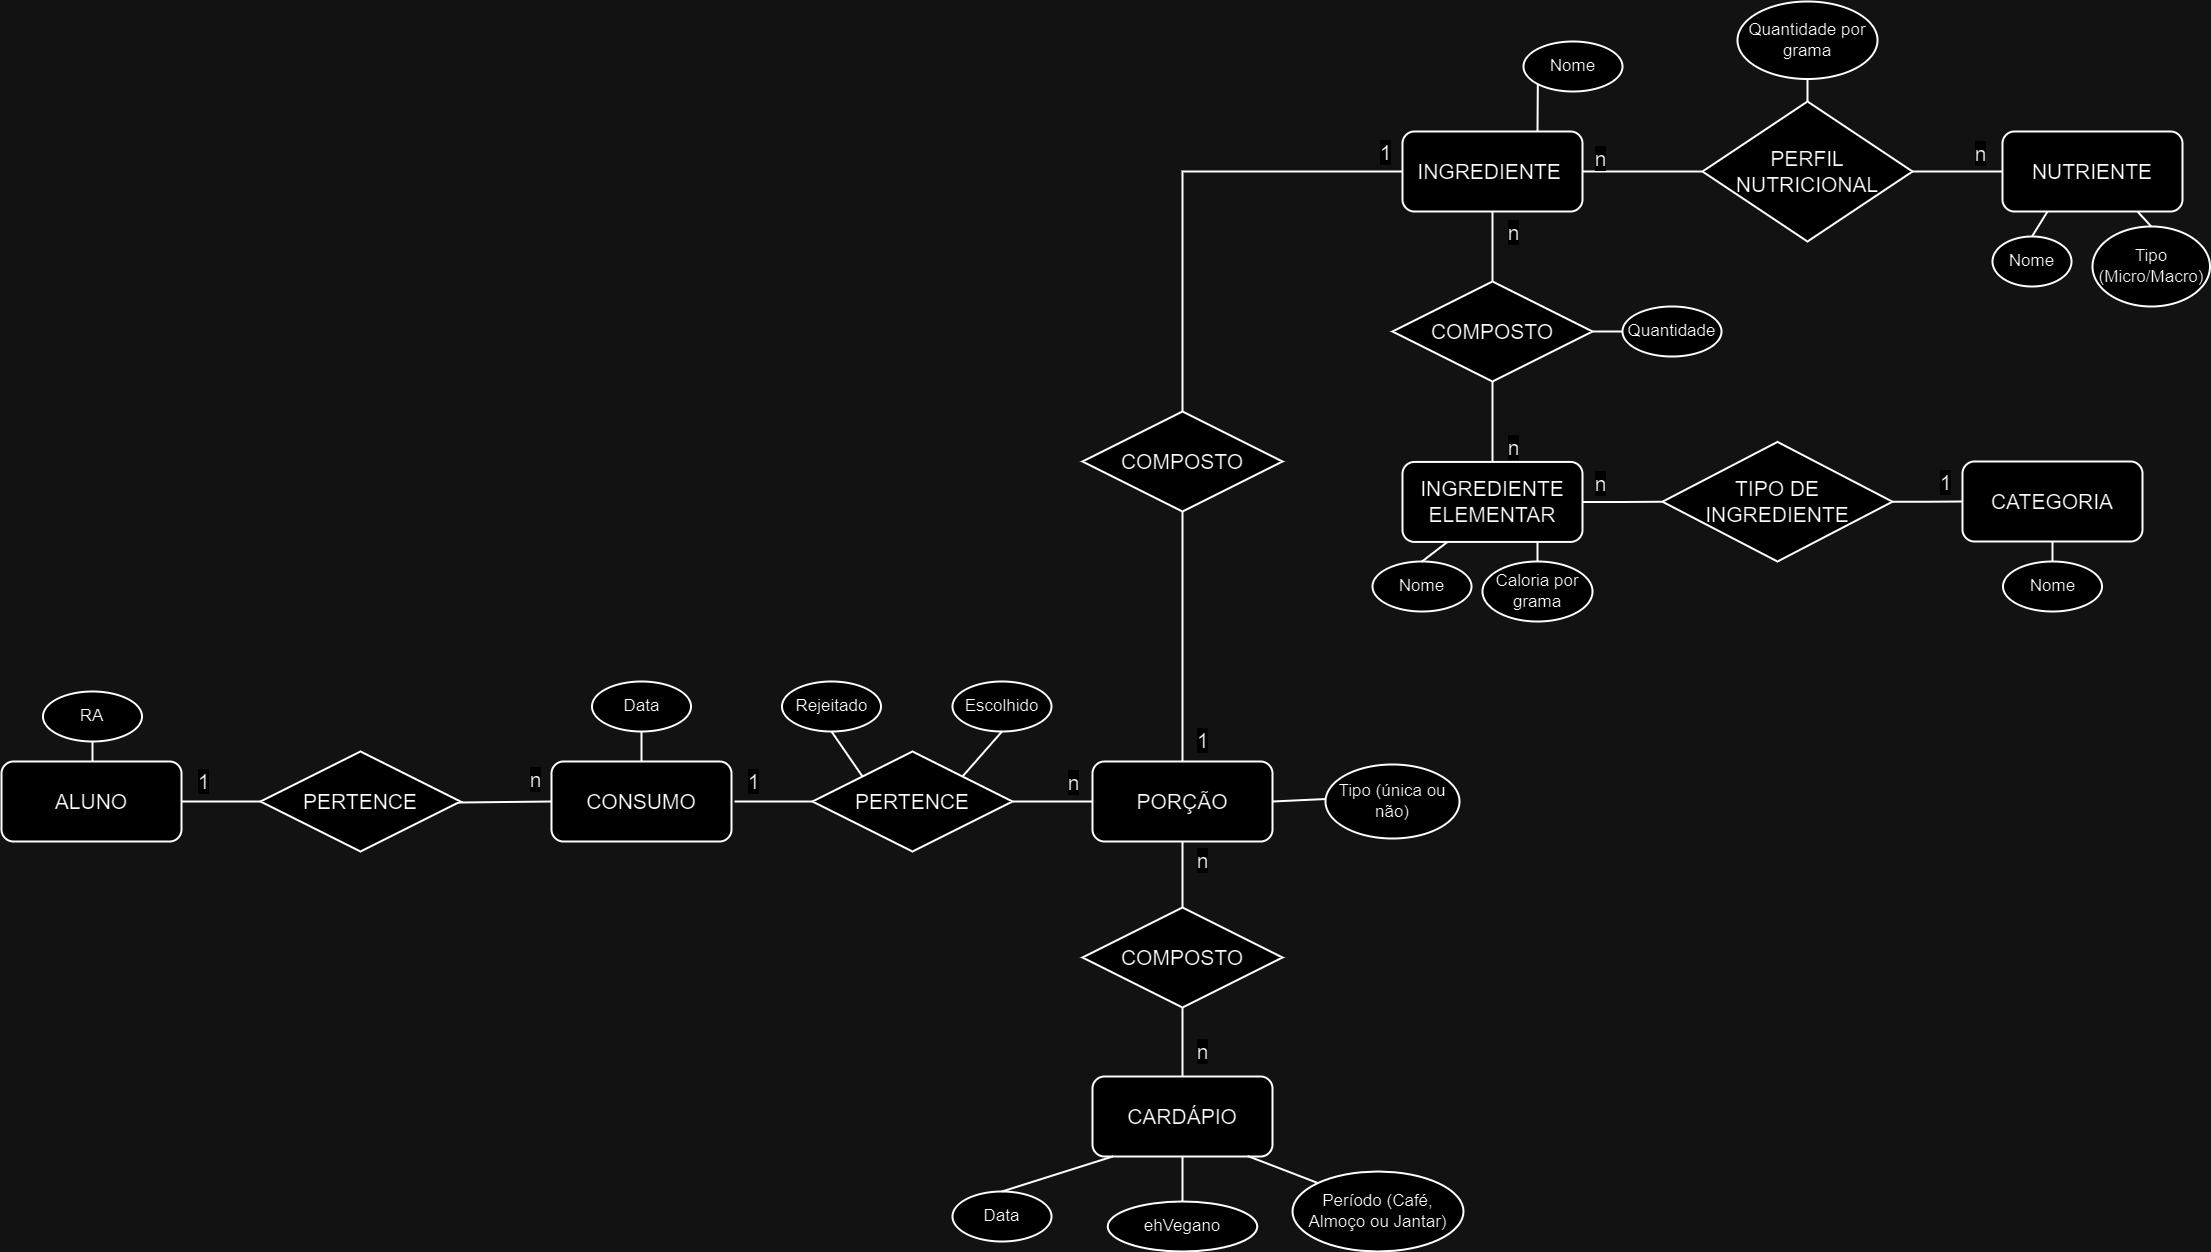 Quantidade por
grama
Nome
1
INGREDIENTE
n
PERFIL
NUTRICIONAL
n
NUTRIENTE
n
Nome
Tipo
(Micro/Macro)
COMPOSTO
Quantidade
COMPOSTO
n
INGREDIENTE
ELEMENTAR
n
TIPO DE
INGREDIENTE
1
CATEGORIA
Nome
Caloria por
grama
Nome
RA
Data
Rejeitado
Escolhido
1
ALUNO
1
PERTENCE
n
CONSUMO
1
PERTENCE
n
PORÇÃO
Tipo (única ou
não)
n
COMPOSTO
n
CARDÁPIO
Data
ehVegano
Período (Café,
Almoço ou Jantar)